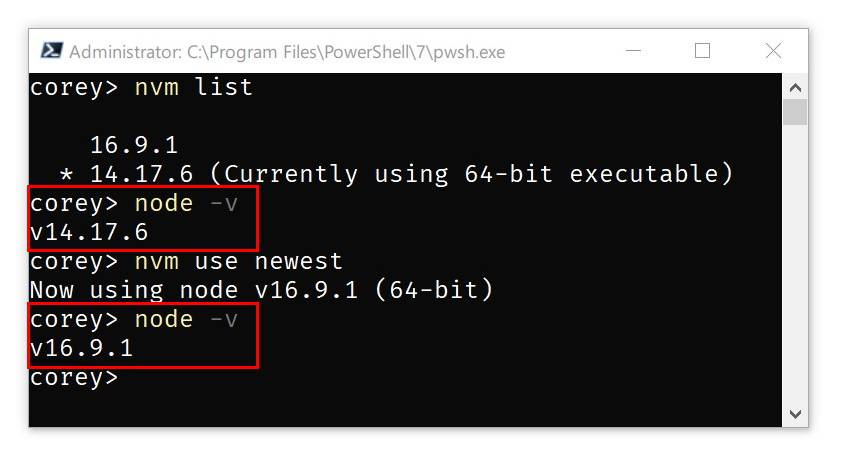 Administrator: C:\Program Files\PowerShell\7\pwsh.exe
corey> nvm list
16.9.1
* 14.17.6 (Currently using 64-bit executable)
corey> node -v
v14.17.6
corey> nvm use newest
Now using node v16.9.1 (64-bit)
corey> node -v
v16.9.1
corey>